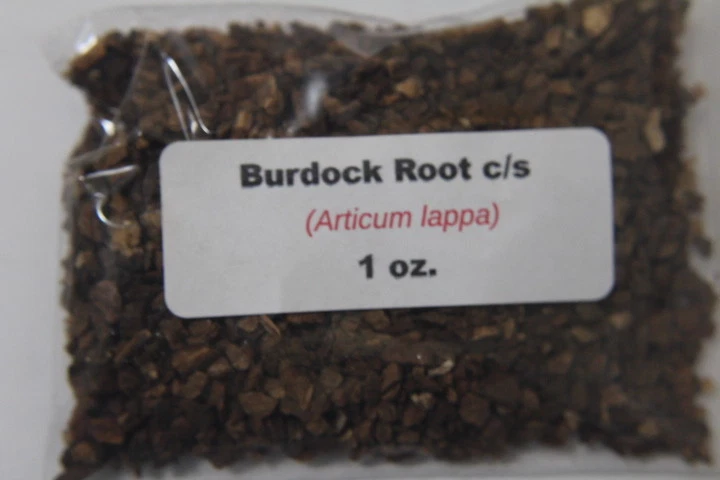 Burdock Root c/s
(Articum lappa)
1 oz.